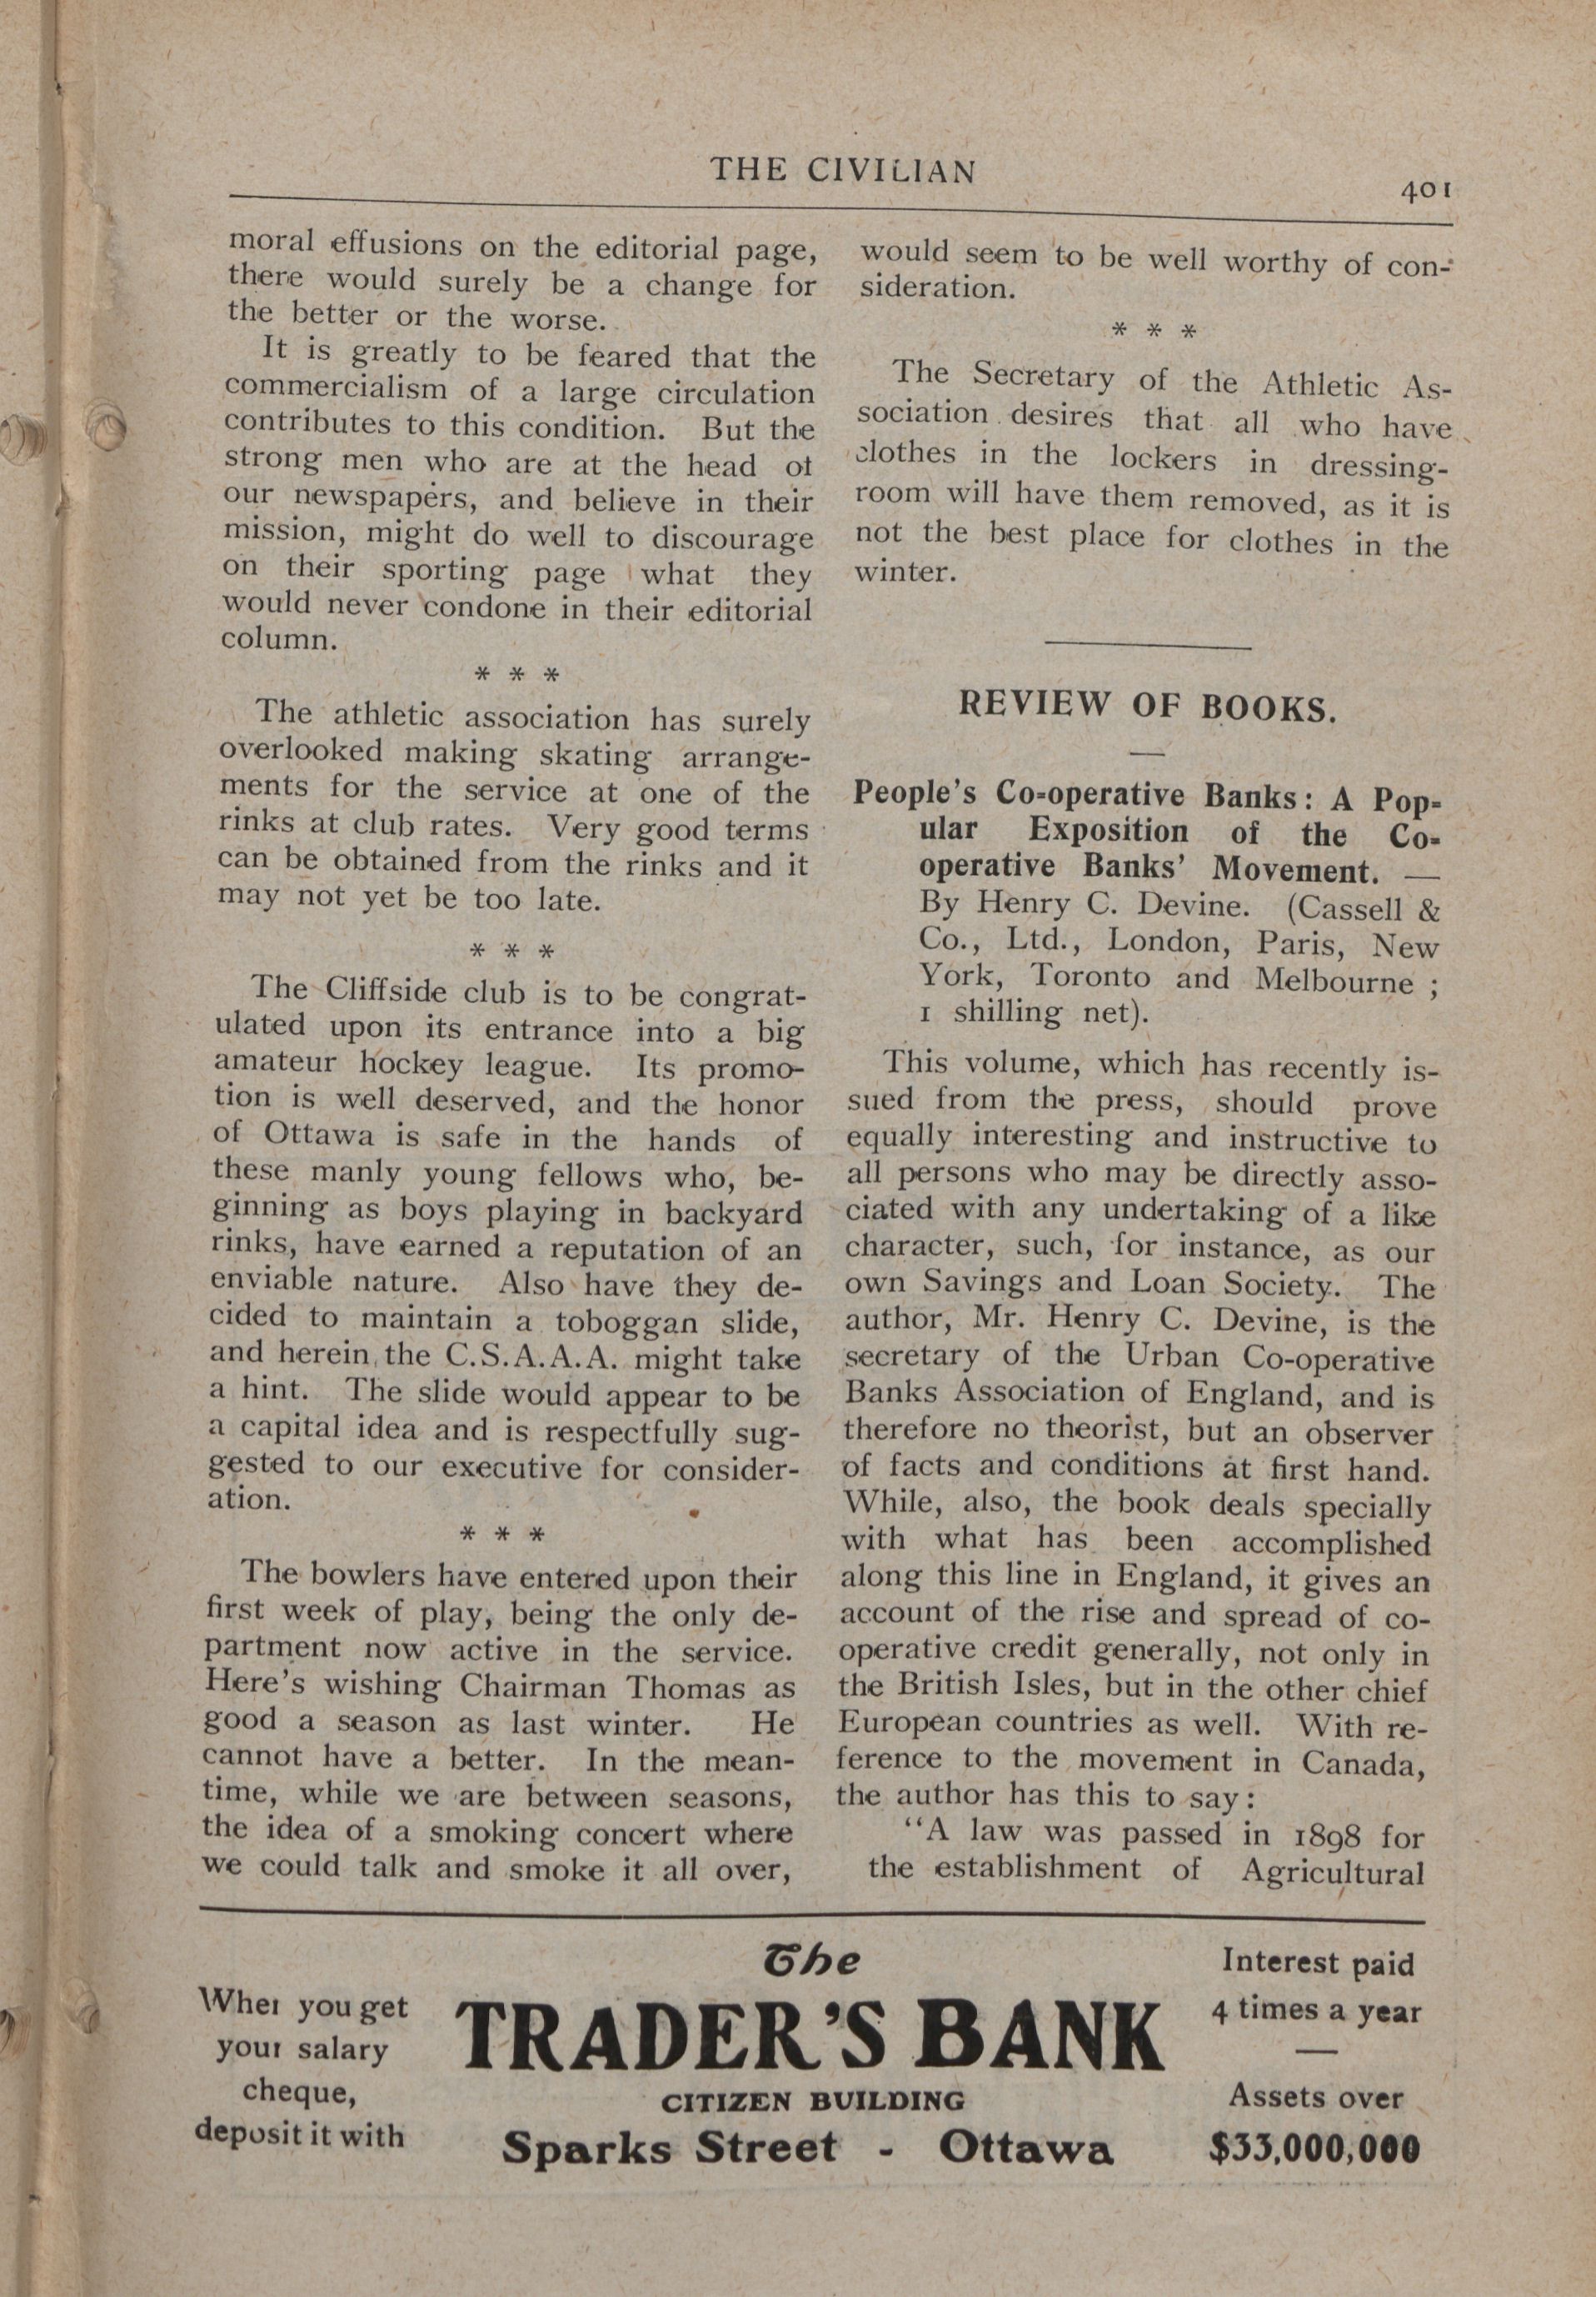 THE CIVILIAN
401
moral effusions on the editorial page,
there would surely be a change for
the better or the worse.
It is greatly to be feared that the
commercialism of a large circulation
contributes to this condition. But the
strong men who are at the head of
our newspapers, and believe in their
mission, might do well to discourage
on their sporting page what they
would never condone in their editorial
column.
* * *
The athletic association has surely
overlooked making skating arrange-
ments for the service at one of the
rinks at club rates. Very good terms
can be obtained from the rinks and it
may not yet be too late.
* * *
The Cliffside club is to be congrat-
ulated upon its entrance into a big
amateur hockey league. Its promo-
tion is well deserved, and the honor
of Ottawa is safe in the hands of
these manly young fellows who, be-
ginning as boys playing in backyard
rinks, have earned a reputation of an
enviable nature. Also have they de-
cided to maintain a toboggan slide,
and herein the C.S.A.A.A. might take
a hint. The slide would appear to be
a capital idea and is respectfully sug-
gested to our executive for consider-
ation.
* * *
The bowlers have entered upon their
first week of play, being the only de-
partment now active in the service.
Here's wishing Chairman Thomas as
good a season as last winter. He
cannot have a better. In the mean-
time, while we are between seasons,
the idea of a smoking concert where
we could talk and smoke it all over,
would seem to be well worthy of con-
sideration.
* * *
The Secretary of the Athletic As-
sociation desires that all who have
clothes in the lockers in dressing-
room will have them removed, as it is
not the best place for clothes in the
winter.
REVIEW OF BOOKS.
People's Co-operative Banks: A Pop-
ular Exposition of the Co-
operative Banks' Movement. —
By Henry C. Devine. (Cassell &
Co., Ltd., London, Paris, New
York, Toronto and Melbourne ;
1 shilling net).
This volume, which has recently is-
sued from the press, should prove
equally interesting and instructive to
all persons who may be directly asso-
ciated with any undertaking of a like
character, such, for instance, as our
own Savings and Loan Society. The
author, Mr. Henry C. Devine, is the
secretary of the Urban Co-operative
Banks Association of England, and is
therefore no theorist, but an observer
of facts and conditions at first hand.
While, also, the book deals specially
with what has been accomplished
along this line in England, it gives an
account of the rise and spread of co-
operative credit generally, not only in
the British Isles, but in the other chief
European countries as well. With re-
ference to the movement in Canada,
the author has this to say:
"A law was passed in 1898 for
the establishment of Agricultural
When you get
your salary
cheque,
deposit it with
The
TRADER'S BANK
CITIZEN BUILDING
Sparks Street - Ottawa
Interest paid
4 times a year
Assets over
$33,000,000